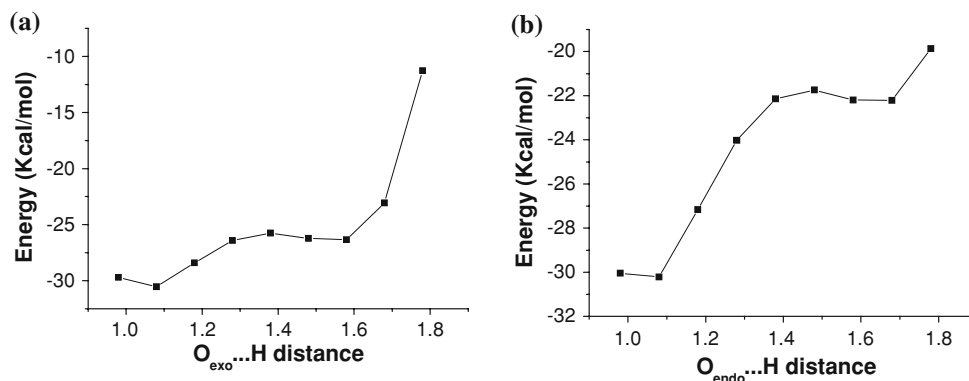 (a)
-10
-15
-20
-25
-30
Energy (Kcal/mol)
1.0 1.2 1.4 1.6 1.8
Oexo...H distance
(b)
-20
-22
-24
-26
-28
-30
-32
Energy (Kcal/mol)
1.0 1.2 1.4 1.6 1.8
Oendo...H distance